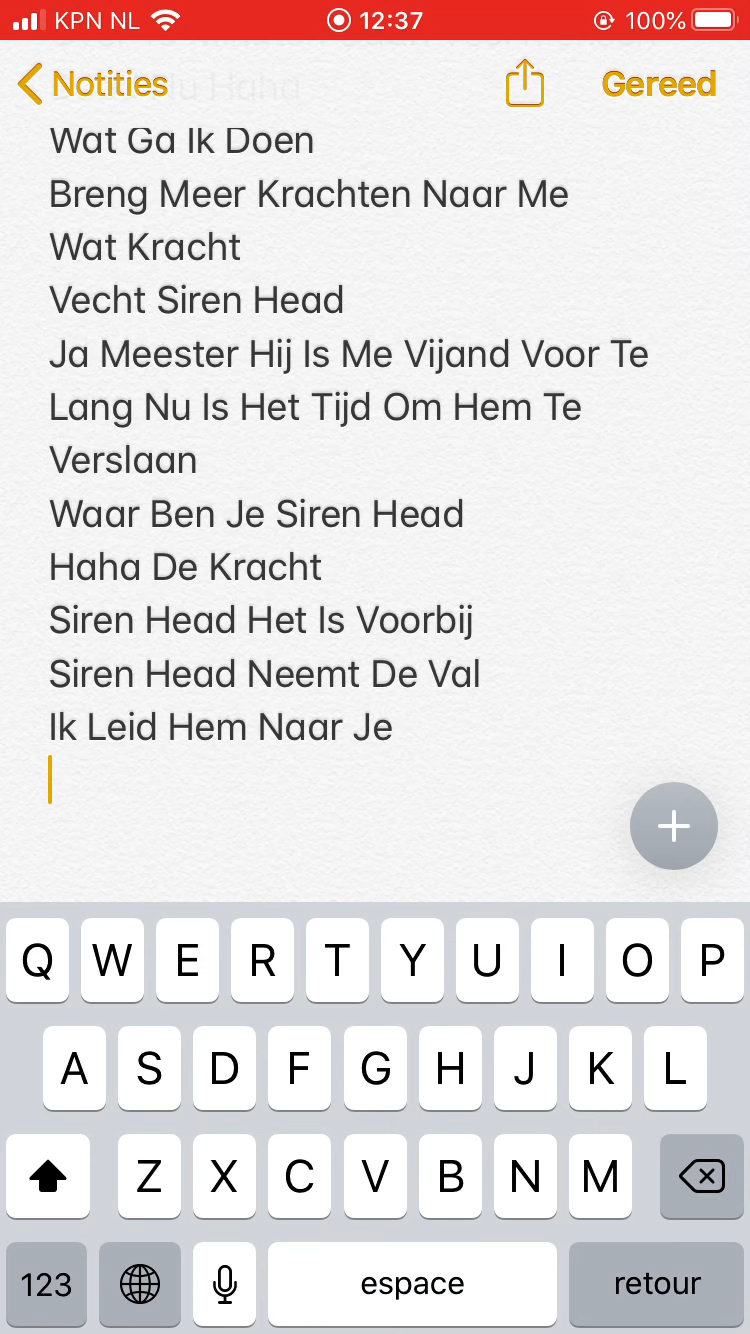 KPN NL 12:37 100%
Notities Gereed
Wat Ga Ik Doen
Breng Meer Krachten Naar Me
Wat Kracht
Vecht Siren Head
Ja Meester Hij Is Me Vijand Voor Te
Lang Nu Is Het Tijd Om Hem Te
Verslaan
Waar Ben Je Siren Head
Haha De Kracht
Siren Head Het Is Voorbij
Siren Head Neemt De Val
Ik Leid Hem Naar Je
Q W E R T Y U I O P
A S D F G H J K L
Z X C V B N M
123 espace retour